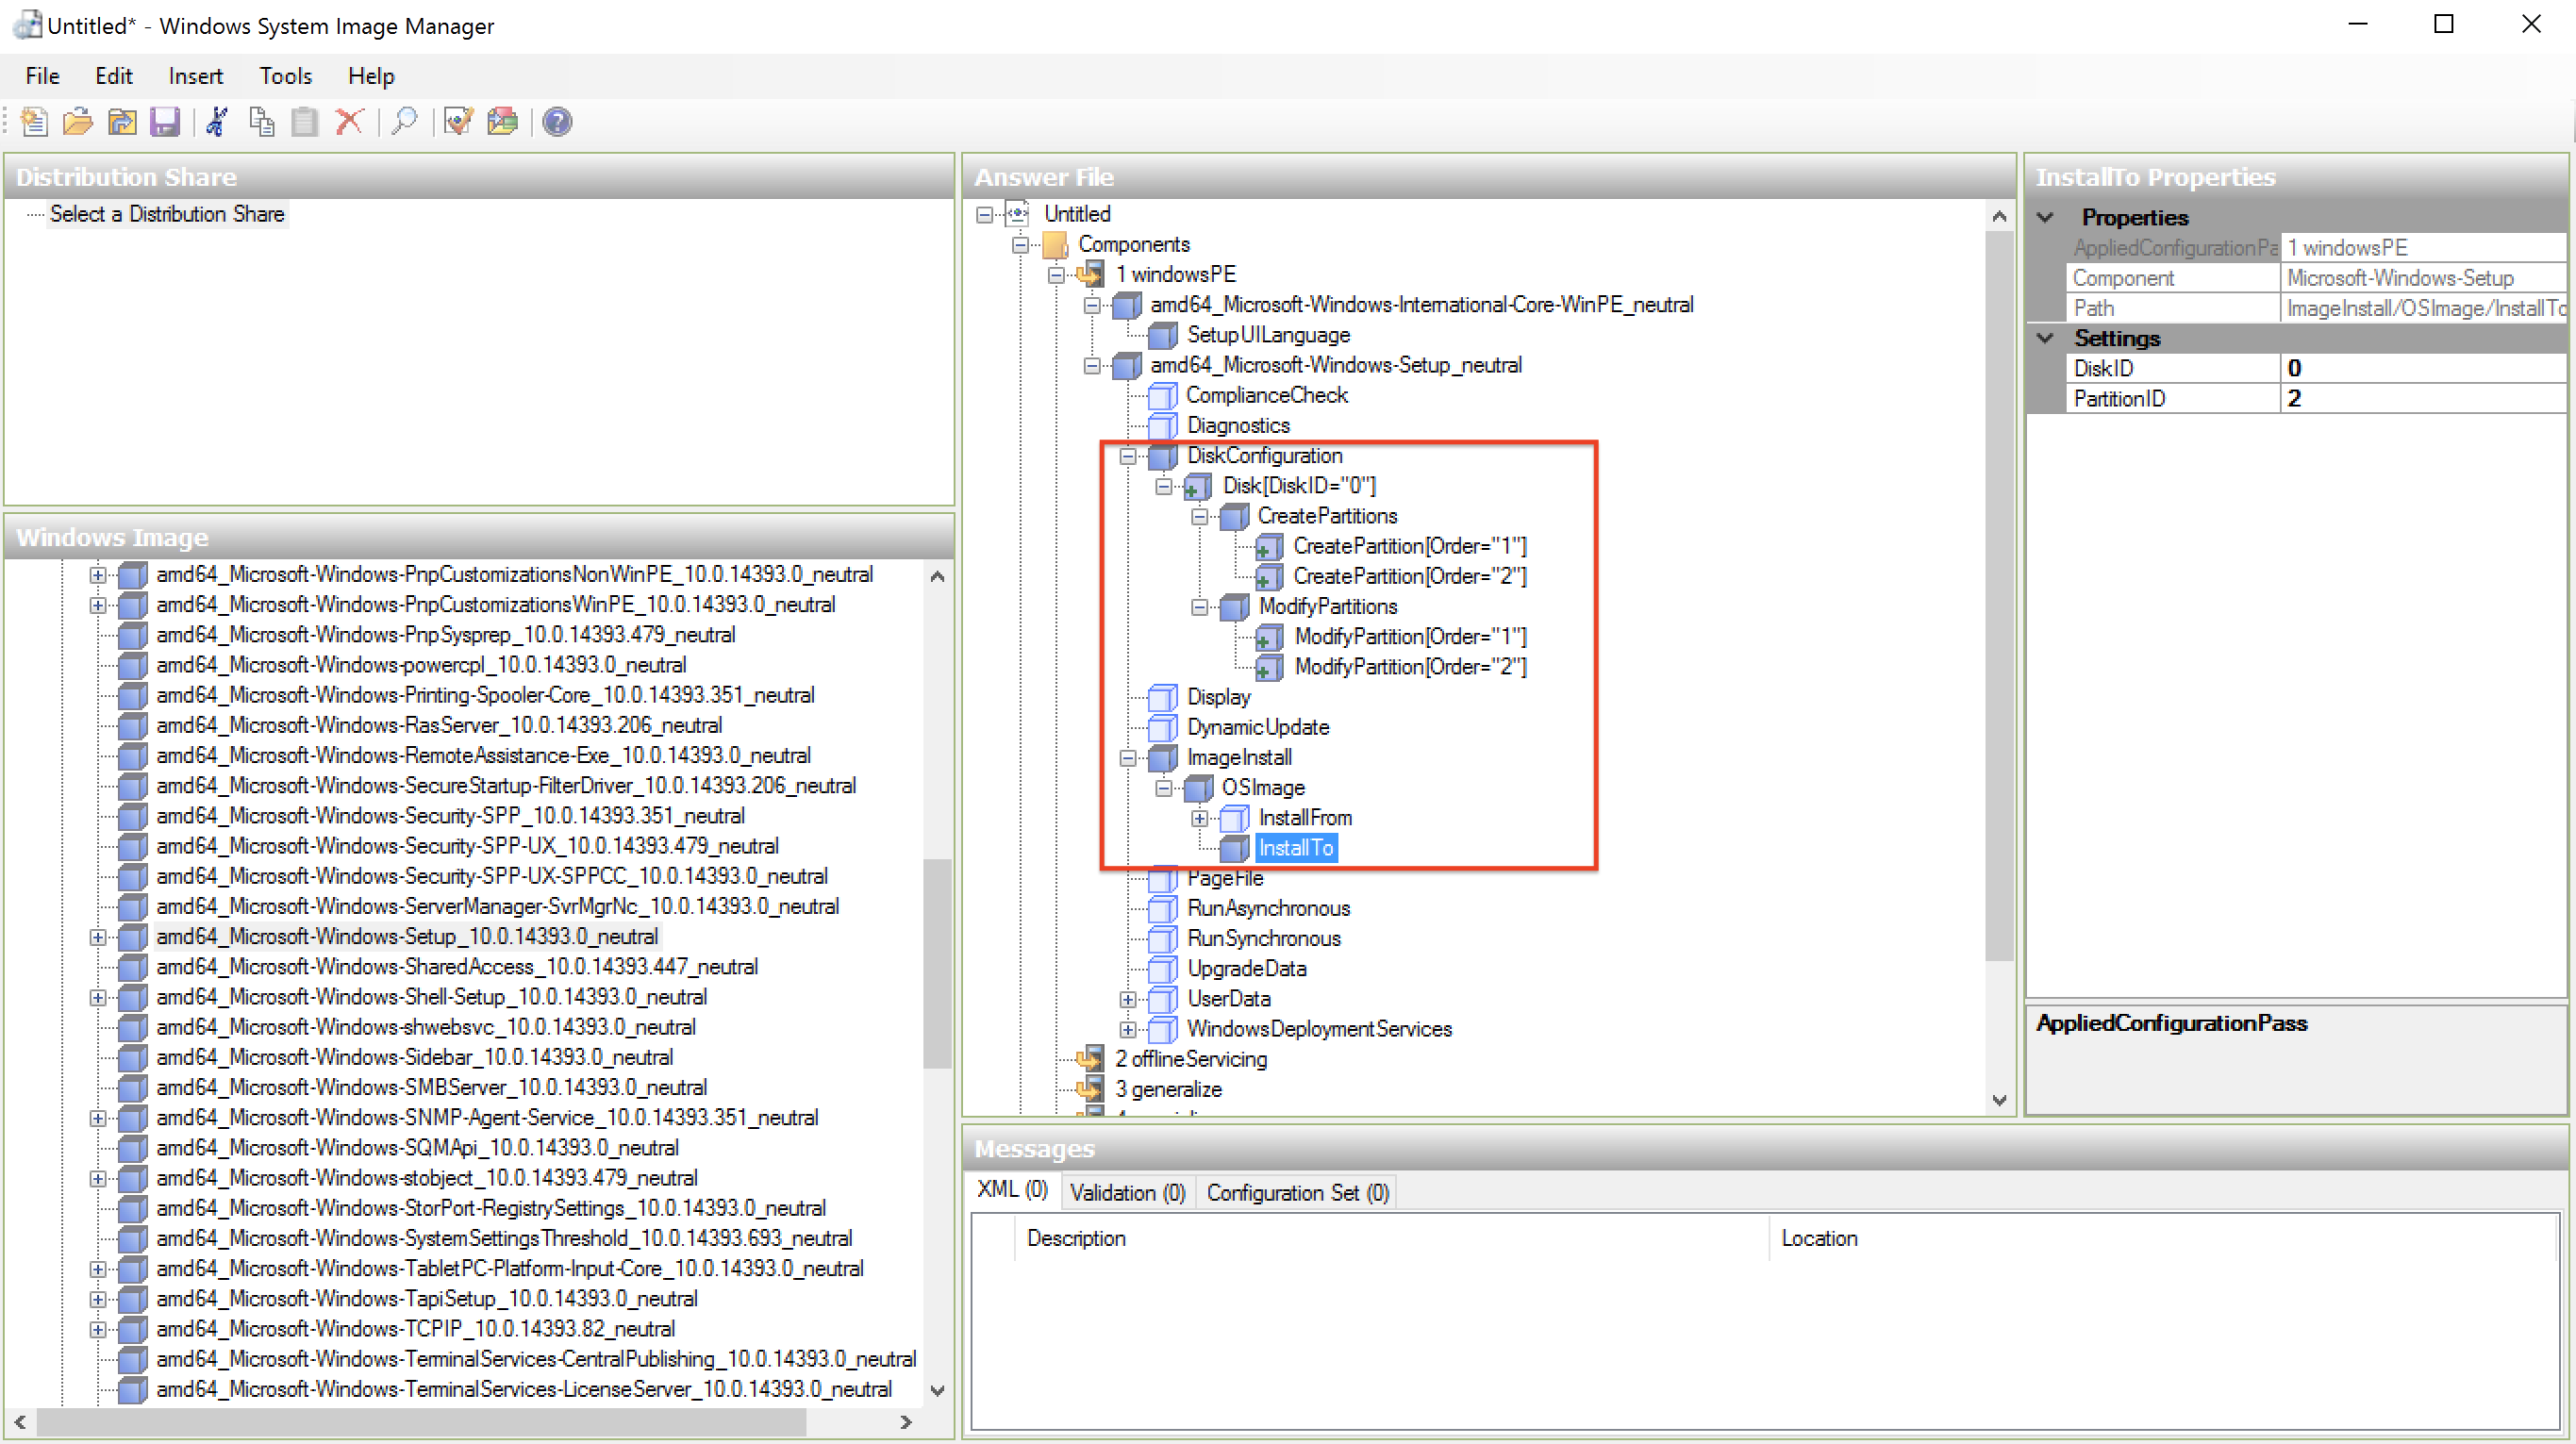 Untitled* - Windows System Image Manager
File Edit Insert Tools Help
Distribution Share
Select a Distribution Share
Windows Image
amd64_Microsoft-Windows-PnpCustomizationsNonWinPE_10.0.14393.0_neutral
amd64_Microsoft-Windows-PnpCustomizationsWinPE_10.0.14393.0_neutral
amd64_Microsoft-Windows-PnpSysprep_10.0.14393.479_neutral
amd64_Microsoft-Windows-powercpl_10.0.14393.0_neutral
amd64_Microsoft-Windows-Printing-Spooler-Core_10.0.14393.351_neutral
amd64_Microsoft-Windows-RasServer_10.0.14393.206_neutral
amd64_Microsoft-Windows-RemoteAssistance-Exe_10.0.14393.0_neutral
amd64_Microsoft-Windows-SecureStartup-FilterDriver_10.0.14393.206_neutral
amd64_Microsoft-Windows-Security-SPP_10.0.14393.351_neutral
amd64_Microsoft-Windows-Security-SPP-UX_10.0.14393.479_neutral
amd64_Microsoft-Windows-Security-SPP-UX-SPPCC_10.0.14393.0_neutral
amd64_Microsoft-Windows-ServerManager-SvrMgrNc_10.0.14393.0_neutral
amd64_Microsoft-Windows-Setup_10.0.14393.0_neutral
amd64_Microsoft-Windows-SharedAccess_10.0.14393.447_neutral
amd64_Microsoft-Windows-Shell-Setup_10.0.14393.0_neutral
amd64_Microsoft-Windows-shwebsvc_10.0.14393.0_neutral
amd64_Microsoft-Windows-Sidebar_10.0.14393.0_neutral
amd64_Microsoft-Windows-SMBServer_10.0.14393.0_neutral
amd64_Microsoft-Windows-SNMP-Agent-Service_10.0.14393.351_neutral
amd64_Microsoft-Windows-SQMApi_10.0.14393.0_neutral
amd64_Microsoft-Windows-stobject_10.0.14393.479_neutral
amd64_Microsoft-Windows-StorPort-RegistrySettings_10.0.14393.0_neutral
amd64_Microsoft-Windows-SystemSettingsThreshold_10.0.14393.693_neutral
amd64_Microsoft-Windows-TabletPC-Platform-Input-Core_10.0.14393.0_neutral
amd64_Microsoft-Windows-TapiSetup_10.0.14393.0_neutral
amd64_Microsoft-Windows-TCPIP_10.0.14393.82_neutral
amd64_Microsoft-Windows-TerminalServices-CentralPublishing_10.0.14393.0_neutral
amd64_Microsoft-Windows-TerminalServices-LicenseServer_10.0.14393.0_neutral
Answer File
Untitled
Components
1 windowsPE
amd64_Microsoft-Windows-International-Core-WinPE_neutral
SetupUILanguage
amd64_Microsoft-Windows-Setup_neutral
ComplianceCheck
Diagnostics
DiskConfiguration
Disk[DiskID="0"]
CreatePartitions
CreatePartition[Order="1"]
CreatePartition[Order="2"]
ModifyPartitions
ModifyPartition[Order="1"]
ModifyPartition[Order="2"]
Display
DynamicUpdate
ImageInstall
OSImage
InstallFrom
InstallTo
PageFile
RunAsynchronous
RunSynchronous
UpgradeData
UserData
WindowsDeploymentServices
2 offlineServicing
3 generalize
InstallTo Properties
Properties
AppliedConfigurationPa 1 windowsPE
Component Microsoft-Windows-Setup
Path ImageInstall/OSImage/InstallTo
Settings
DiskID 0
PartitionID 2
AppliedConfigurationPass
Messages
XML (0) Validation (0) Configuration Set (0)
Description Location